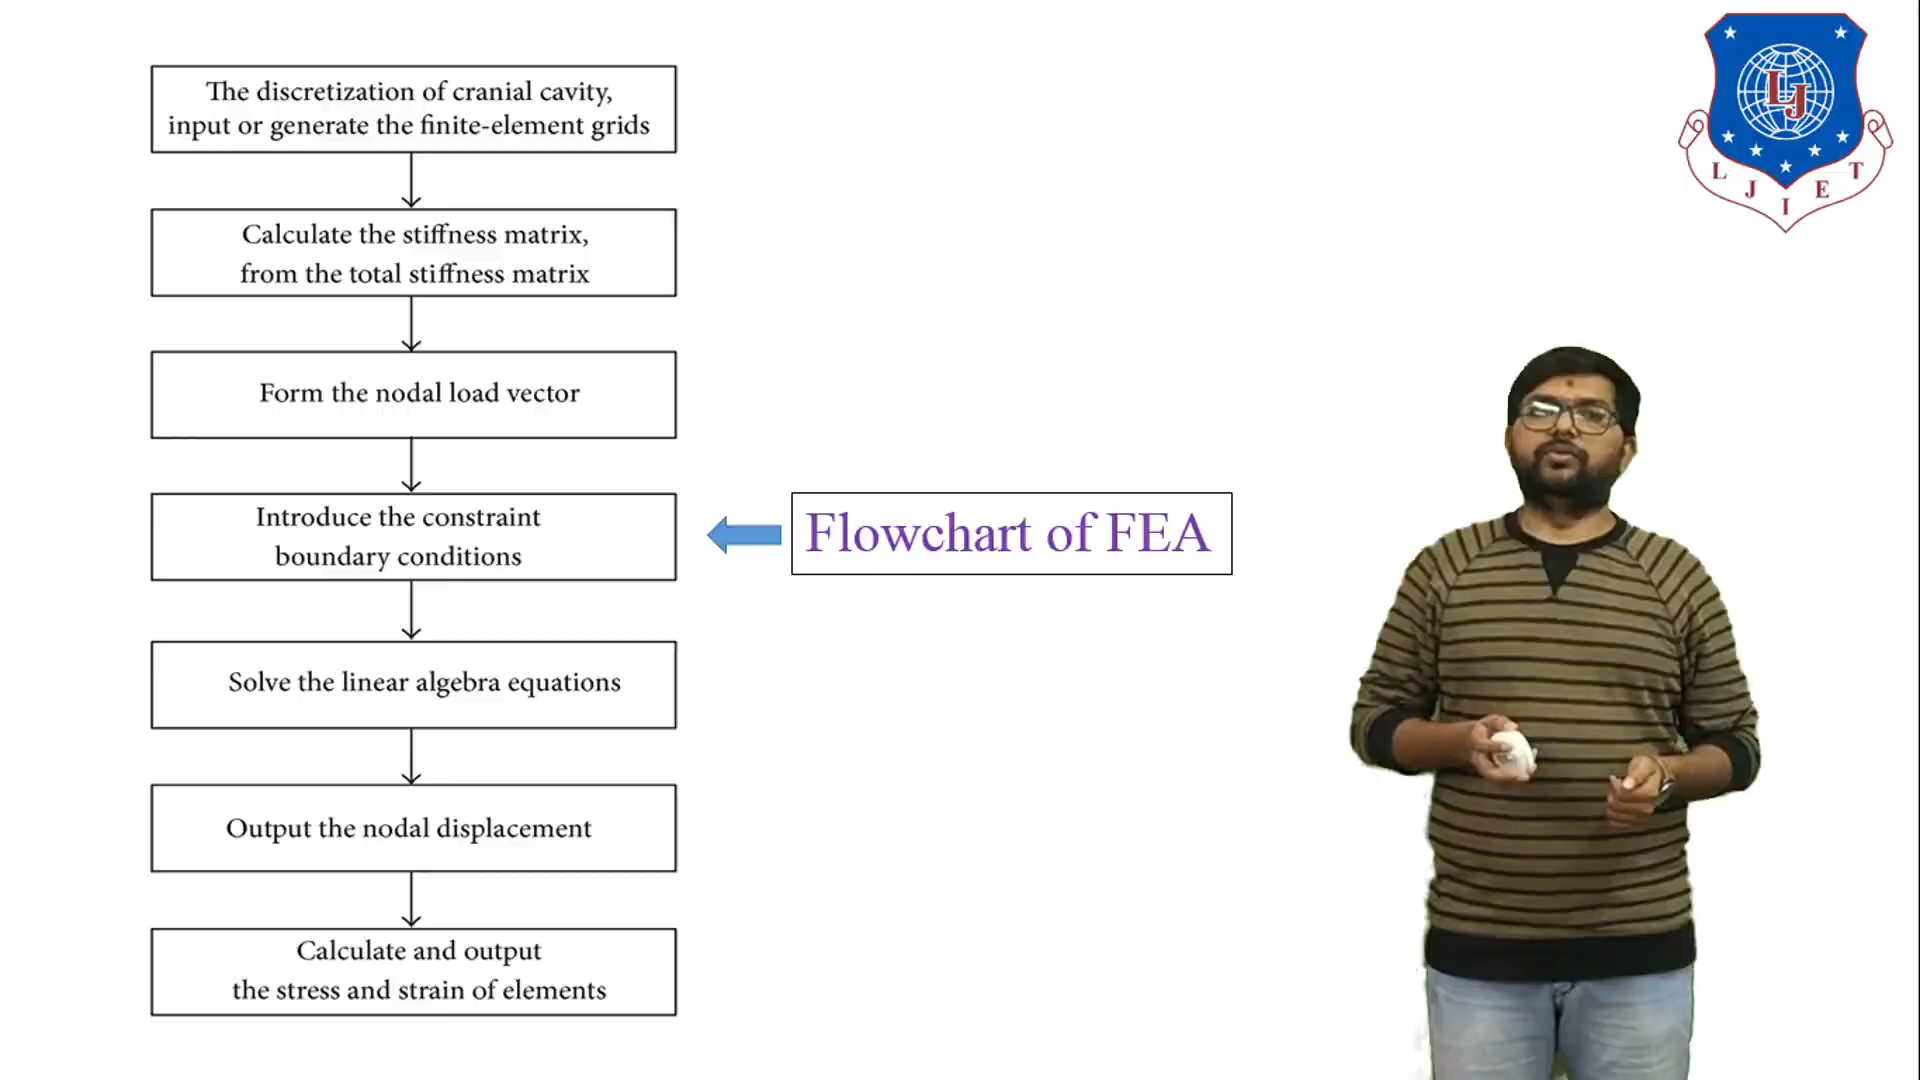 The discretization of cranial cavity,
input or generate the finite-element grids
Calculate the stiffness matrix,
from the total stiffness matrix
Form the nodal load vector
Introduce the constraint
boundary conditions
Solve the linear algebra equations
Output the nodal displacement
Calculate and output
the stress and strain of elements
Flowchart of FEA
LJ
L J I E T